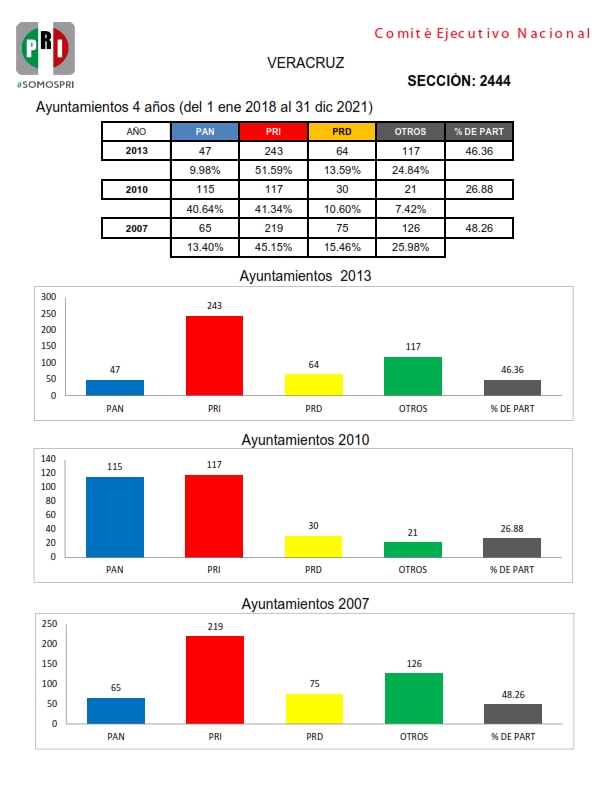 Comité Ejecutivo Nacional
PRI
#SOMOSPRI
VERACRUZ
SECCIÓN: 2444
Ayuntamientos 4 años (del 1 ene 2018 al 31 dic 2021)
AÑO PAN PRI PRD OTROS % DE PART
2013 47 243 64 117 46.36
9.98% 51.59% 13.59% 24.84%
2010 115 117 30 21 26.88
40.64% 41.34% 10.60% 7.42%
2007 65 219 75 126 48.26
13.40% 45.15% 15.46% 25.98%
Ayuntamientos 2013
300
250
200
150
100
50
0
47 243 64 117 46.36
PAN PRI PRD OTROS % DE PART
Ayuntamientos 2010
140
120
100
80
60
40
20
0
115 117 30 21 26.88
PAN PRI PRD OTROS % DE PART
Ayuntamientos 2007
250
200
150
100
50
0
65 219 75 126 48.26
PAN PRI PRD OTROS % DE PART